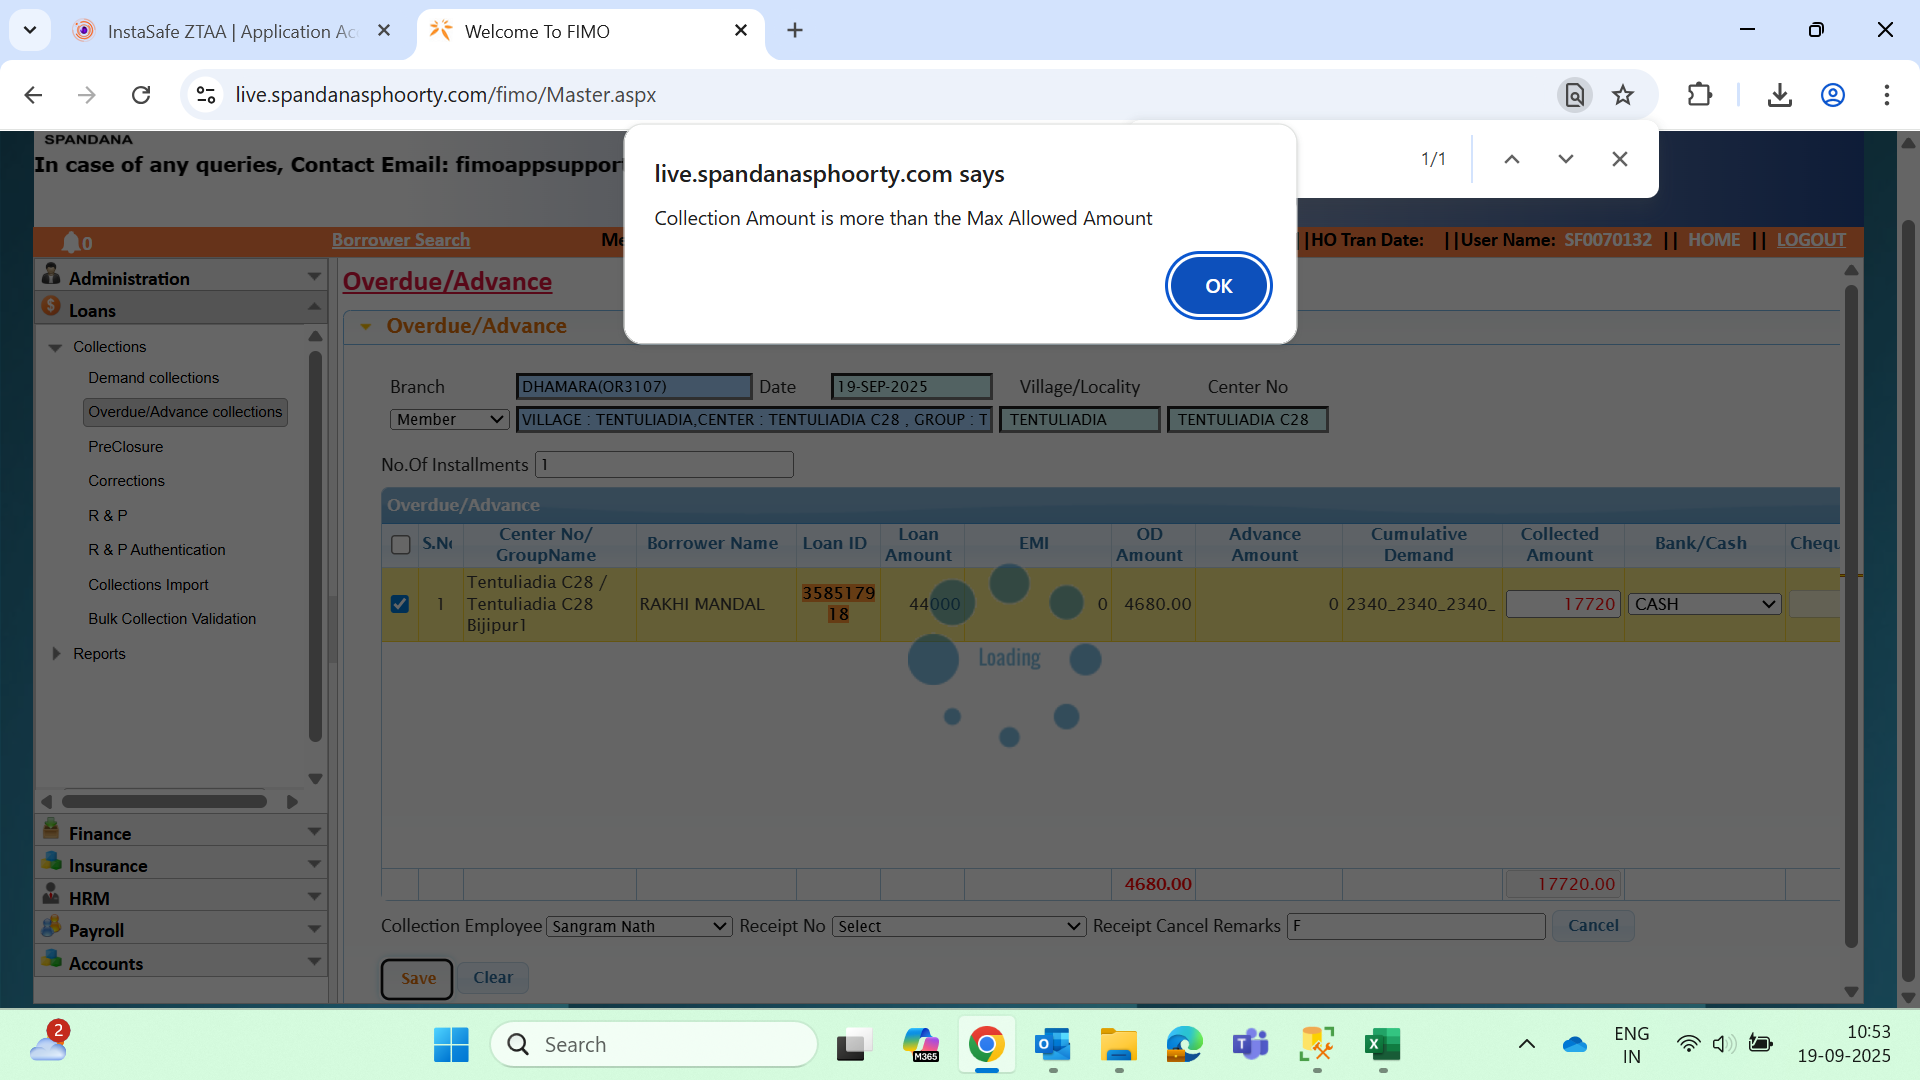 InstaSafe ZTAA | Application Ac
Welcome To FIMO
live.spandanasphoorty.com/fimo/Master.aspx
SPANDANA
In case of any queries, Contact Email: fimoappsupport
1/1
live.spandanasphoorty.com says
Collection Amount is more than the Max Allowed Amount
OK
0
Borrower Search
Me
||HO Tran Date: ||User Name: SF0070132 || HOME || LOGOUT
Administration
Loans
Collections
Demand collections
Overdue/Advance collections
PreClosure
Corrections
R & P
R & P Authentication
Collections Import
Bulk Collection Validation
Reports
Finance
Insurance
HRM
Payroll
Accounts
Overdue/Advance
Overdue/Advance
Branch DHAMARA(OR3107) Date 19-SEP-2025 Village/Locality Center No
Member VILLAGE : TENTULIADIA,CENTER : TENTULIADIA C28 , GROUP : T TENTULIADIA TENTULIADIA C28
No.Of Installments 1
Overdue/Advance
S.No Center No/ GroupName Borrower Name Loan ID Loan Amount EMI OD Amount Advance Amount Cumulative Demand Collected Amount Bank/Cash Chequ
1 Tentuliadia C28 / Tentuliadia C28 Bijipur1 RAKHI MANDAL 358517918 44000 0 4680.00 0 2340_2340_2340_ 17720 CASH
Loading
4680.00 17720.00
Collection Employee Sangram Nath Receipt No Select Receipt Cancel Remarks F Cancel
Save Clear
2
Search
M365
ENG
IN
10:53
19-09-2025